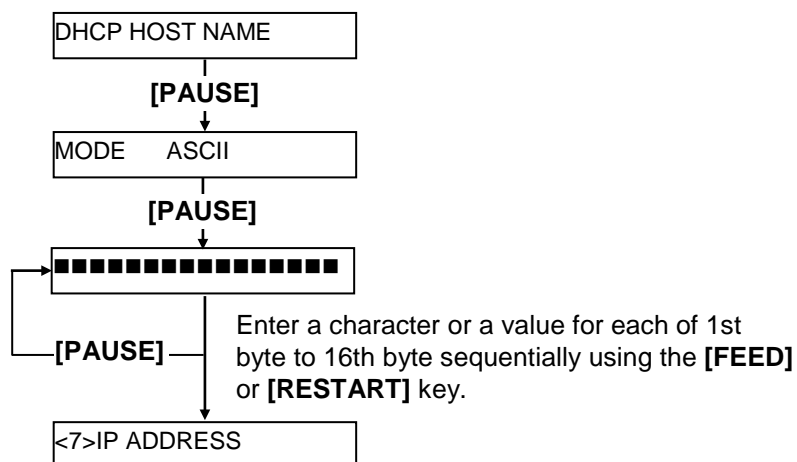 DHCP HOST NAME
[PAUSE]
MODE ASCII
[PAUSE]
■■■■■■■■■■■■■■■■
[PAUSE]
Enter a character or a value for each of 1st
byte to 16th byte sequentially using the [FEED]
or [RESTART] key.
<7>IP ADDRESS